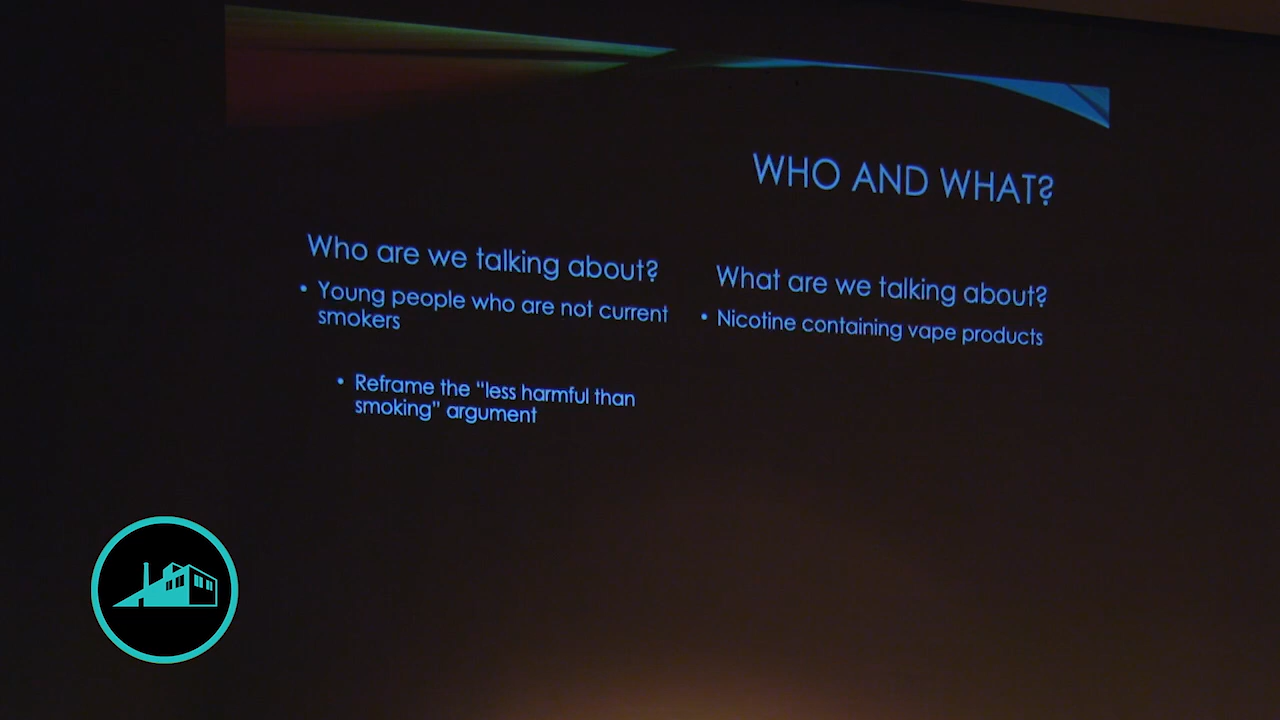 WHO AND WHAT?
Who are we talking about?
• Young people who are not current
smokers
• Reframe the “less harmful than
smoking” argument
What are we talking about?
• Nicotine containing vape products